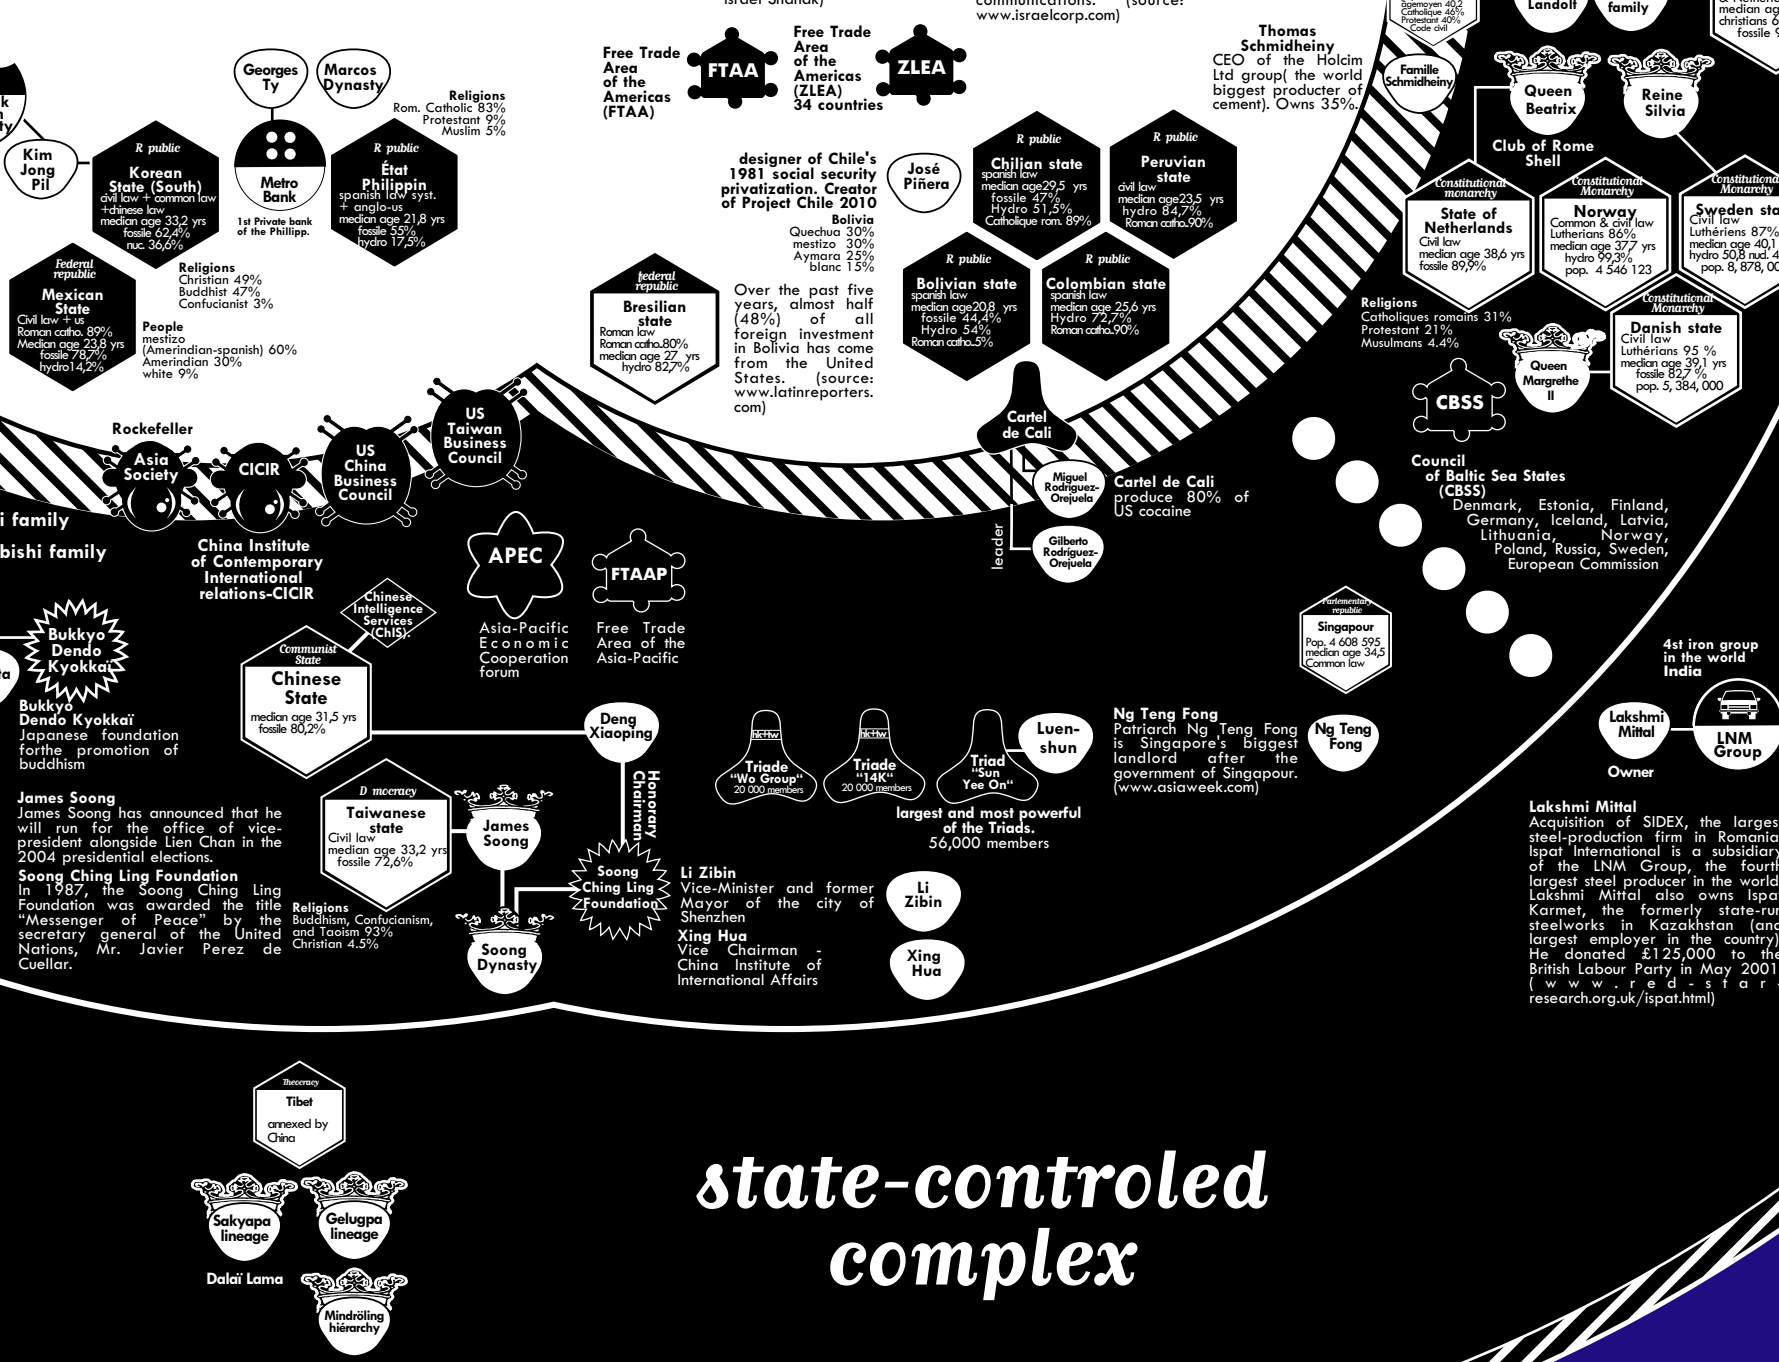 www.israelcorp.com)
Free Trade
Area
of the
Americas
(FTAA)
FTAA
Free Trade
Area
of the
Americas
(ZLEA)
34 countries
ZLEA
Thomas
Schmidheiny
CEO of the Holcim
Ltd group( the world
biggest producter of
cement). Owns 35%.
agemoyen 40,2
Catholique 46%
Protestant 40%
Code civil
Famille
Schmidheiny
Landolt
family
Queen
Beatrix
Reine
Silvia
Club of Rome
Shell
Georges
Ty
Marcos
Dynasty
Religions
Rom. Catholic 83%
Protestant 9%
Muslim 5%
Kim
Jong
Pil
R public
Korean
State (South)
civil law + common law
+chinese law
median age 33,2 yrs
fossile 62,4%
nuc. 36,6%
Metro
Bank
1st Private bank
of the Phillipp.
R public
État
Philippin
spanish law syst.
+ anglo-us
median age 21,8 yrs
fossile 55%
hydro 17,5%
Religions
Christian 49%
Buddhist 47%
Confucianist 3%
Federal
republic
Mexican
State
Civil law + us
Roman catho. 89%
Median age 23,8 yrs
fossile 78,7%
hydro14,2%
People
mestizo
(Amerindian-spanish) 60%
Amerindian 30%
white 9%
designer of Chile's
1981 social security
privatization. Creator
of Project Chile 2010
José
Piñera
Bolivia
Quechua 30%
mestizo 30%
Aymara 25%
blanc 15%
Over the past five
years, almost half
(48%) of all
foreign investment
in Bolivia has come
from the United
States. (source:
www.latinreporters.
com)
federal
republic
Bresilian
state
Roman law
Roman catho.80%
median age 27 yrs
hydro 82,7%
R public
Chilian state
spanish law
median age29,5 yrs
fossile 47%
Hydro 51,5%
Catholique rom. 89%
R public
Peruvian
state
civil law
median age23,5 yrs
hydro 84,7%
Roman catho.90%
R public
Bolivian state
spanish law
median age20,8 yrs
fossile 44,4%
Hydro 54%
Roman catho.5%
R public
Colombian state
spanish law
median age 25,6 yrs
Hydro 72,7%
Roman catho.90%
Constitutional
monarchy
State of
Netherlands
Civil law
median age 38,6 yrs
fossile 89,9%
Constitutional
Monarchy
Norway
Common & civil law
Lutherians 86%
median age 37,7 yrs
hydro 99,3%
pop. 4 546 123
Constitutional
Monarchy
Civil law
Luthériens 87%
median age 40,1
Religions
Catholiques romains 31%
Protestant 21%
Musulmans 4.4%
Queen
Margrethe
II
Constitutional
Monarchy
Danish state
Civil law
Luthérians 95 %
median age 39,1 yrs
fossile 82,7 %
pop. 5, 384, 000
CBSS
Council
of Baltic Sea States
(CBSS)
Denmark, Estonia, Finland,
Germany, Iceland, Latvia,
Lithuania, Norway,
Poland, Russia, Sweden,
European Commission
Rockefeller
Asia
Society
CICIR
US
China
Business
Council
US
Taiwan
Business
Council
Cartel
de Cali
Miguel
Rodriguez-
Orejuela
leader
Gilberto
Rodríguez-
Orejuela
Cartel de Cali
produce 80% of
US cocaine
i family
bishi family
China Institute
of Contemporary
International
relations-CICIR
Chinese
Intelligence
Services
(ChIS).
APEC
Asia-Pacific
Economic
Cooperation
forum
FTAAP
Free Trade
Area of the
Asia-Pacific
Bukkyo
Dendo
Kyokkaï
Bukkyo
Dendo Kyokkaï
Japanese foundation
forthe promotion of
buddhism
Communist
State
Chinese
State
median age 31,5 yrs
fossile 80,2%
Deng
Xiaoping
Honorary
Chairman
hk+tw
Triade
"Wo Group"
20 000 members
hk+tw
Triade
"14K"
20 000 members
Triad
"Sun
Yee On"
Luen-
shun
largest and most powerful
of the Triads.
56,000 members
Ng Teng Fong
Patriarch Ng Teng Fong
is Singapore's biggest
landlord after the
government of Singapour.
(www.asiaweek.com)
Ng Teng
Fong
Parlementary
republic
Singapour
Pop. 4 608 595
median age 34,5
Common law
4st iron group
in the world
India
Lakshmi
Mittal
LNM
Group
Owner
Lakshmi Mittal
Acquisition of SIDEX, the largest
steel-production firm in Romania
Ispat International is a subsidiary
of the LNM Group, the fourth
largest steel producer in the world
Lakshmi Mittal also owns Ispat
Karmet, the formerly state-run
steelworks in Kazakhstan (and
largest employer in the country)
He donated £125,000 to the
British Labour Party in May 2001
(www.red-star-
research.org.uk/ispat.html)
James Soong
James Soong has announced that he
will run for the office of vice-
president alongside Lien Chan in the
2004 presidential elections.
Soong Ching Ling Foundation
In 1987, the Soong Ching Ling
Foundation was awarded the title
“Messenger of Peace” by the
secretary general of the United
Nations, Mr. Javier Perez de
Cuellar.
D mocracy
Taiwanese
state
Civil law
median age 33,2 yrs
fossile 72,6%
Religions
Buddhism, Confucianism,
and Taoism 93%
Christian 4.5%
James
Soong
Soong
Dynasty
Soong
Ching Ling
Foundation
Li Zibin
Vice-Minister and former
Mayor of the city of
Shenzhen
Li
Zibin
Xing Hua
Vice Chairman -
China Institute of
International Affairs
Xing
Hua
Theocracy
Tibet
annexed by
China
Sakyapa
lineage
Gelugpa
lineage
Dalaï Lama
Mindröling
hiérarchy
state-controled
complex